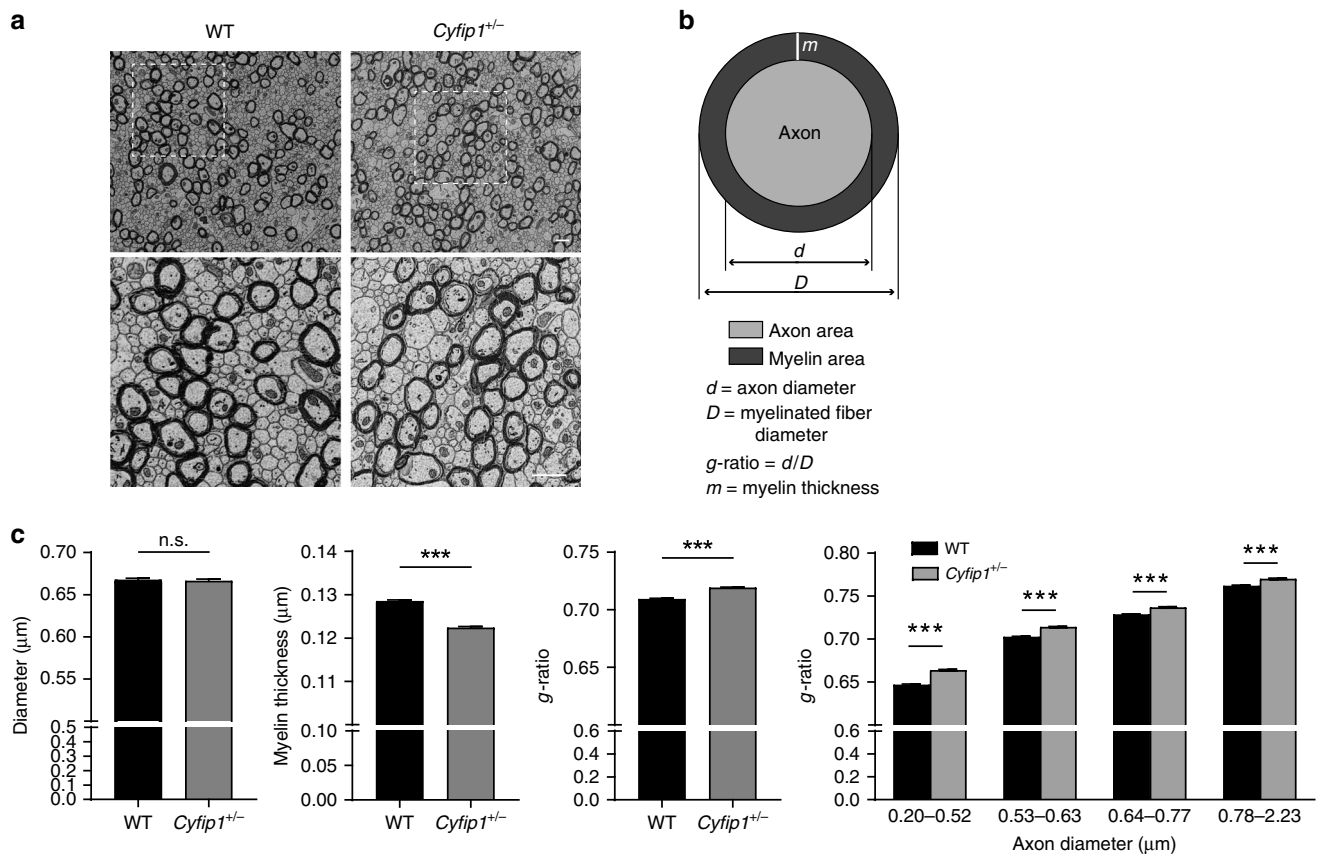 a
WT
Cyfip1+/–
b
m
Axon
d
D
Axon area
Myelin area
d = axon diameter
D = myelinated fiber
diameter
g-ratio = d/D
m = myelin thickness
c
Diameter (μm)
0.70
0.65
0.60
0.55
0.5
0.4
0.3
0.2
0.1
0.0
n.s.
WT
Cyfip1+/–
Myelin thickness (μm)
0.14
0.13
0.12
0.11
0.10
0.05
0.00
***
WT
Cyfip1+/–
g-ratio
0.75
0.70
0.65
0.6
0.4
0.2
0.0
***
WT
Cyfip1+/–
g-ratio
0.80
0.75
0.70
0.65
0.6
0.4
0.2
0.0
WT
Cyfip1+/–
***
***
***
***
0.20–0.52
0.53–0.63
0.64–0.77
0.78–2.23
Axon diameter (μm)